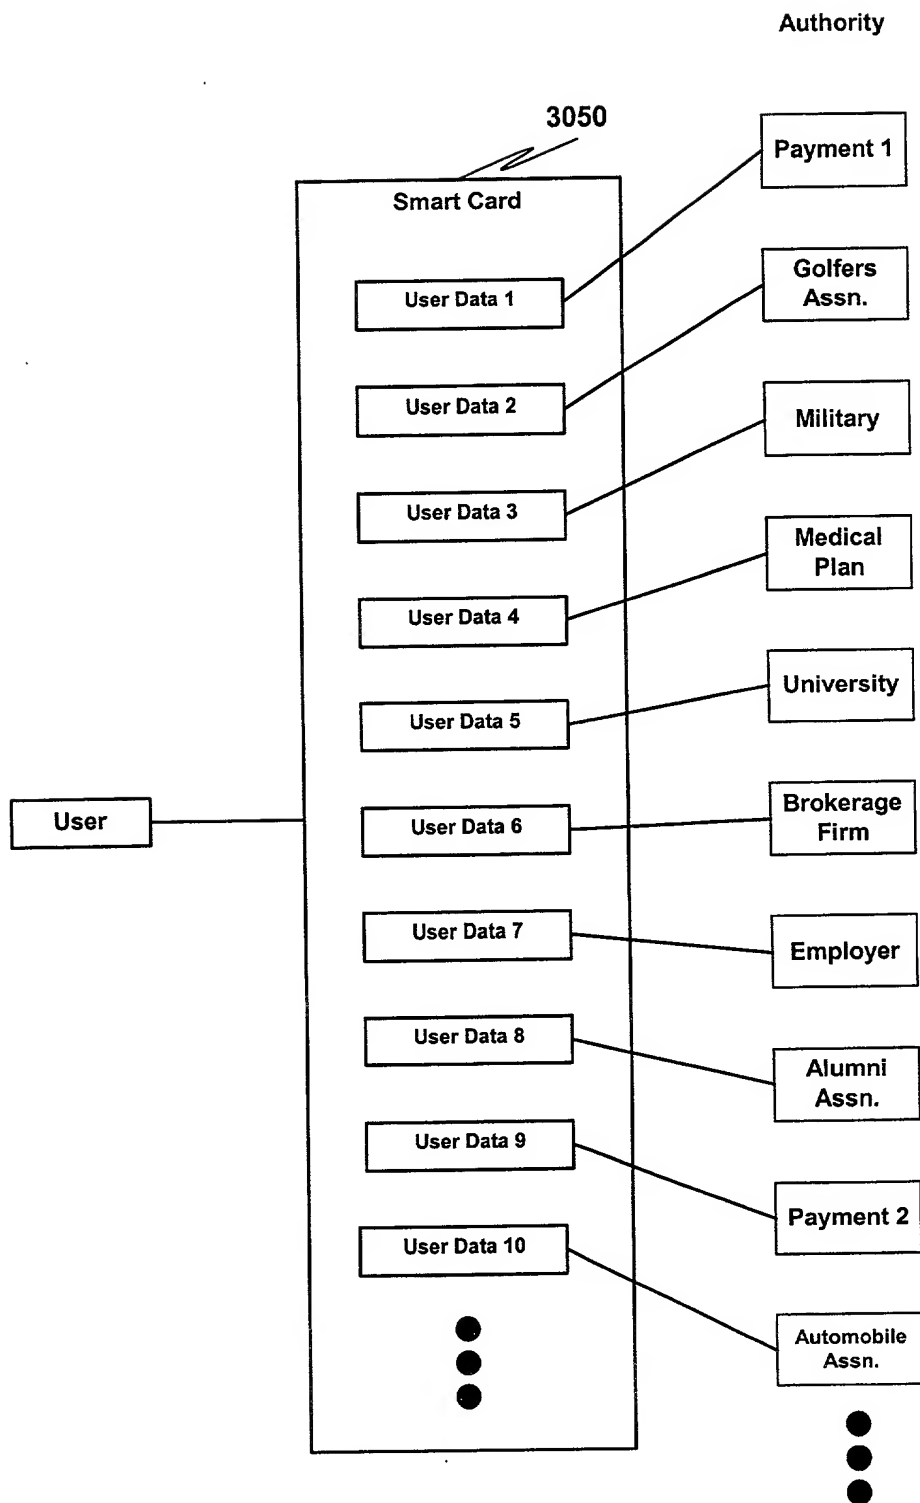 Authority
3050
Smart Card
Payment 1
User Data 1
Golfers
Assn.
User Data 2
Military
User Data 3
Medical
Plan
User Data 4
University
User Data 5
Brokerage
Firm
User
User Data 6
Employer
User Data 7
Alumni
Assn.
User Data 8
Payment 2
User Data 9
Automobile
Assn.
User Data 10